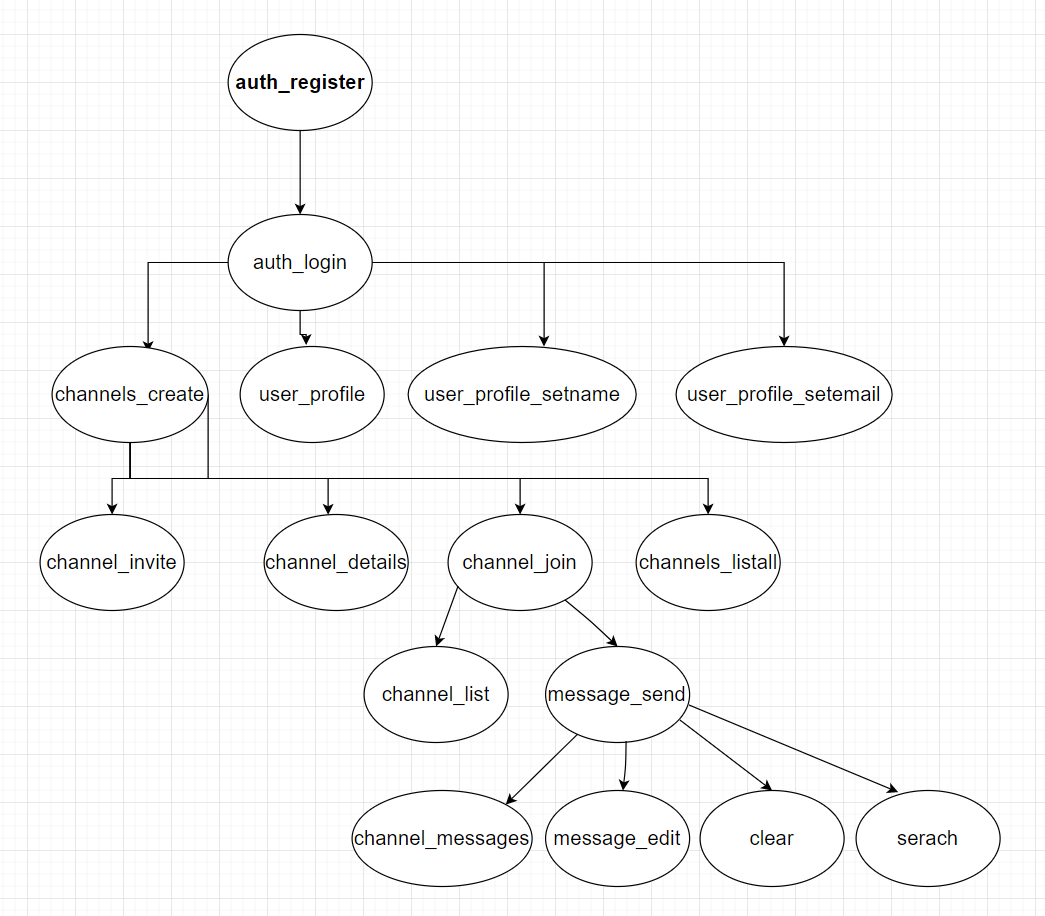 auth_register
auth_login
channels_create
user_profile
user_profile_setname
user_profile_setemail
channel_invite
channel_details
channel_join
channels_listall
channel_list
message_send
channel_messages
message_edit
clear
serach